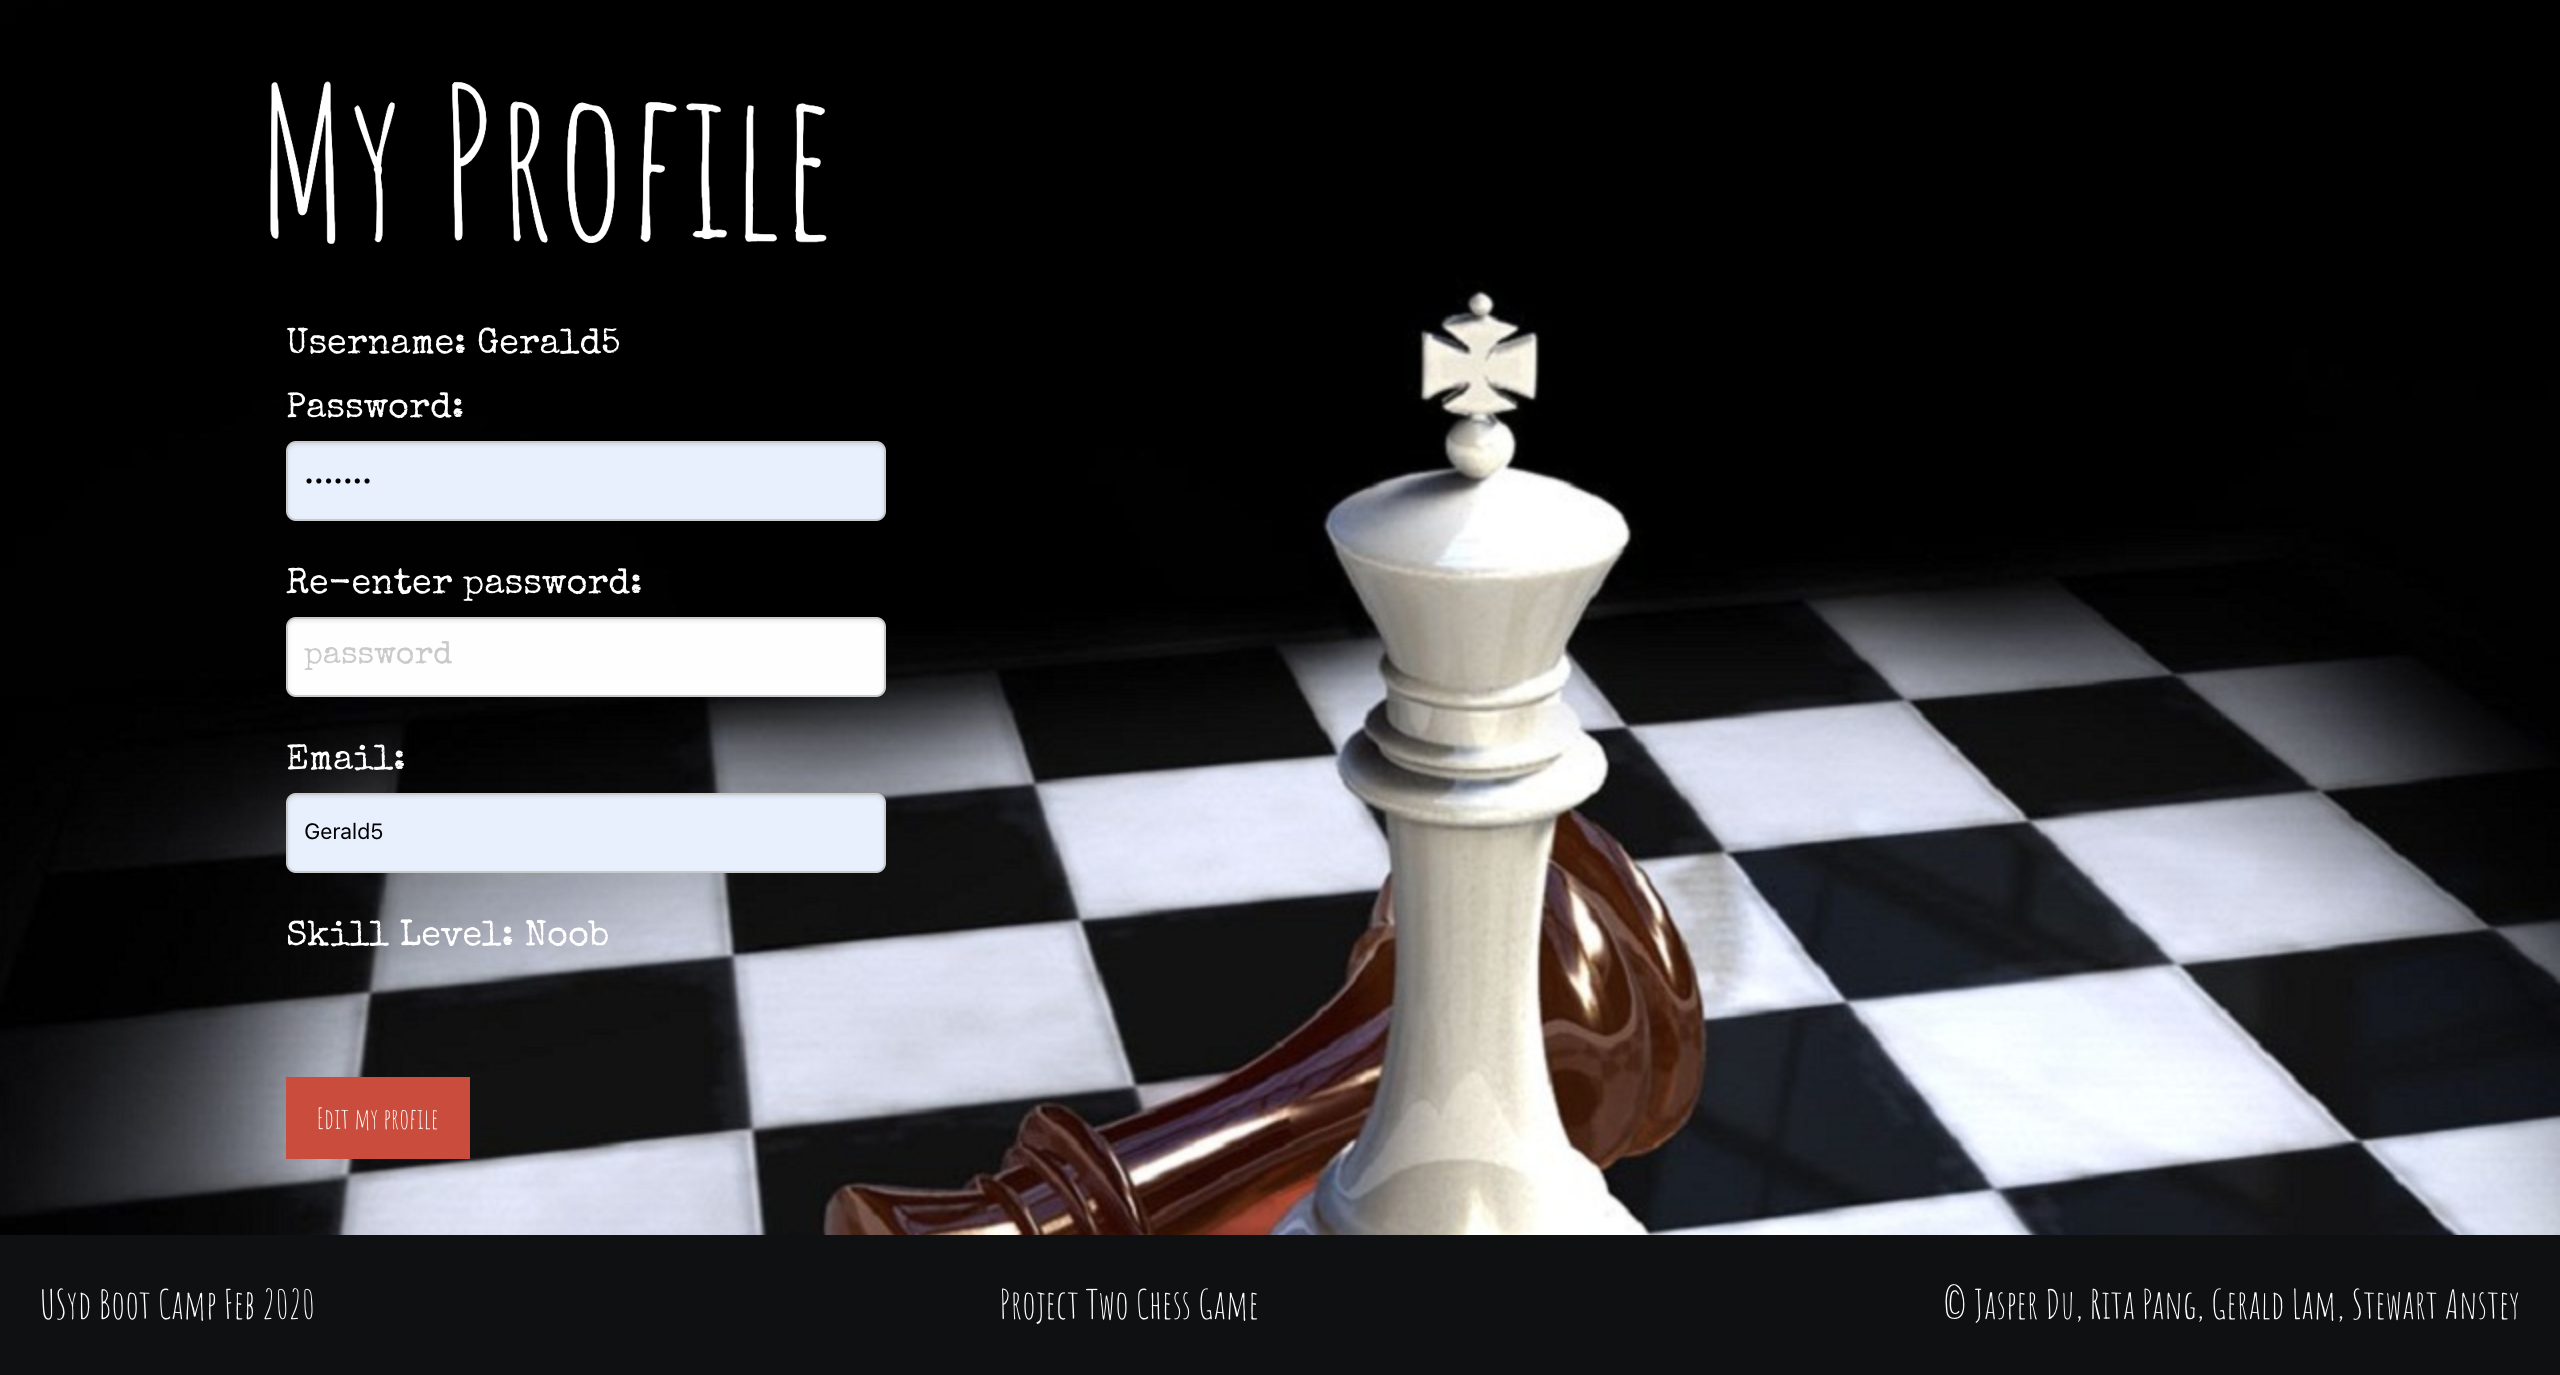 My Profile
Username: Gerald5
Password:
•••••••
Re-enter password:
password
Email:
Gerald5
Skill Level: Noob
Edit my profile
USyd Boot Camp Feb 2020
Project Two Chess Game
© Jasper Du, Rita Pang, Gerald Lam, Stewart Anstey